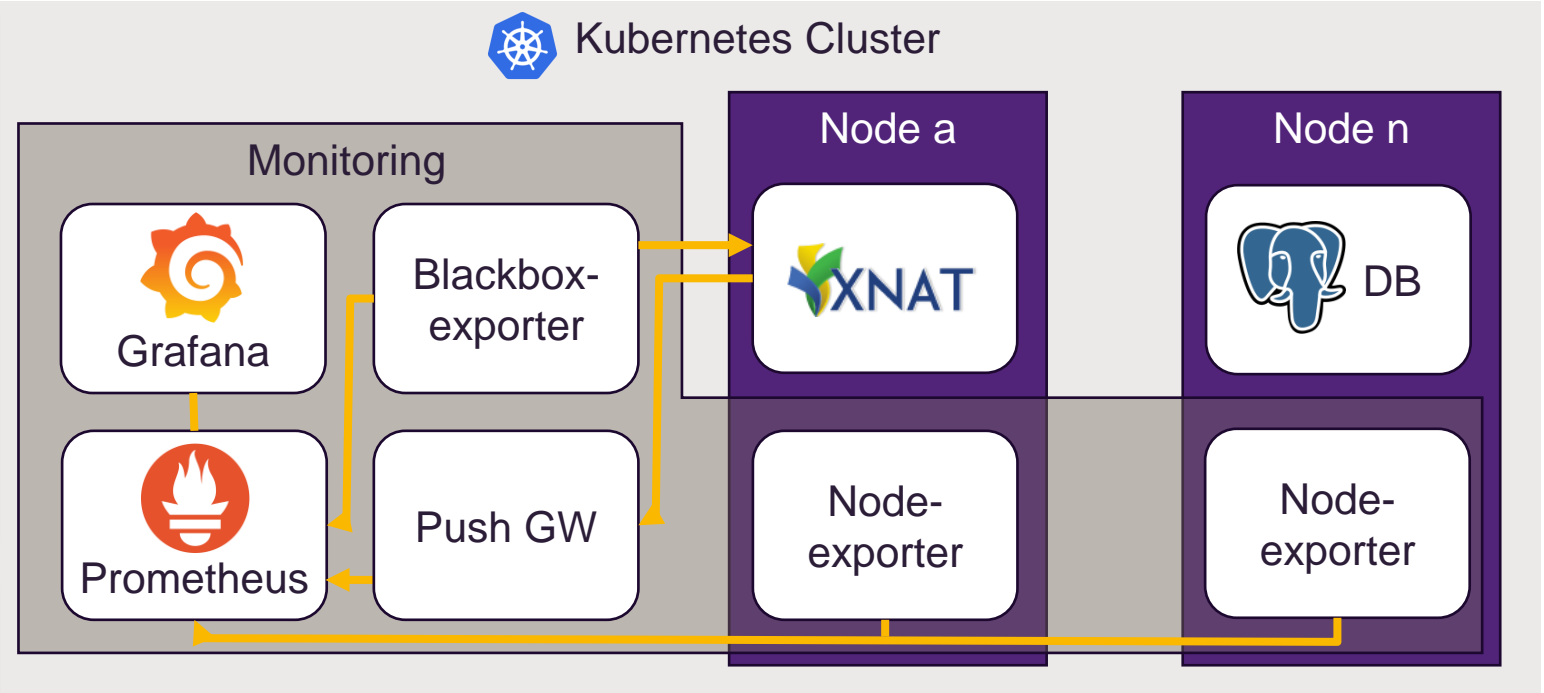 Kubernetes Cluster
Monitoring
Grafana
Blackbox-
exporter
Prometheus
Push GW
Node a
XNAT
Node-
exporter
Node n
DB
Node-
exporter